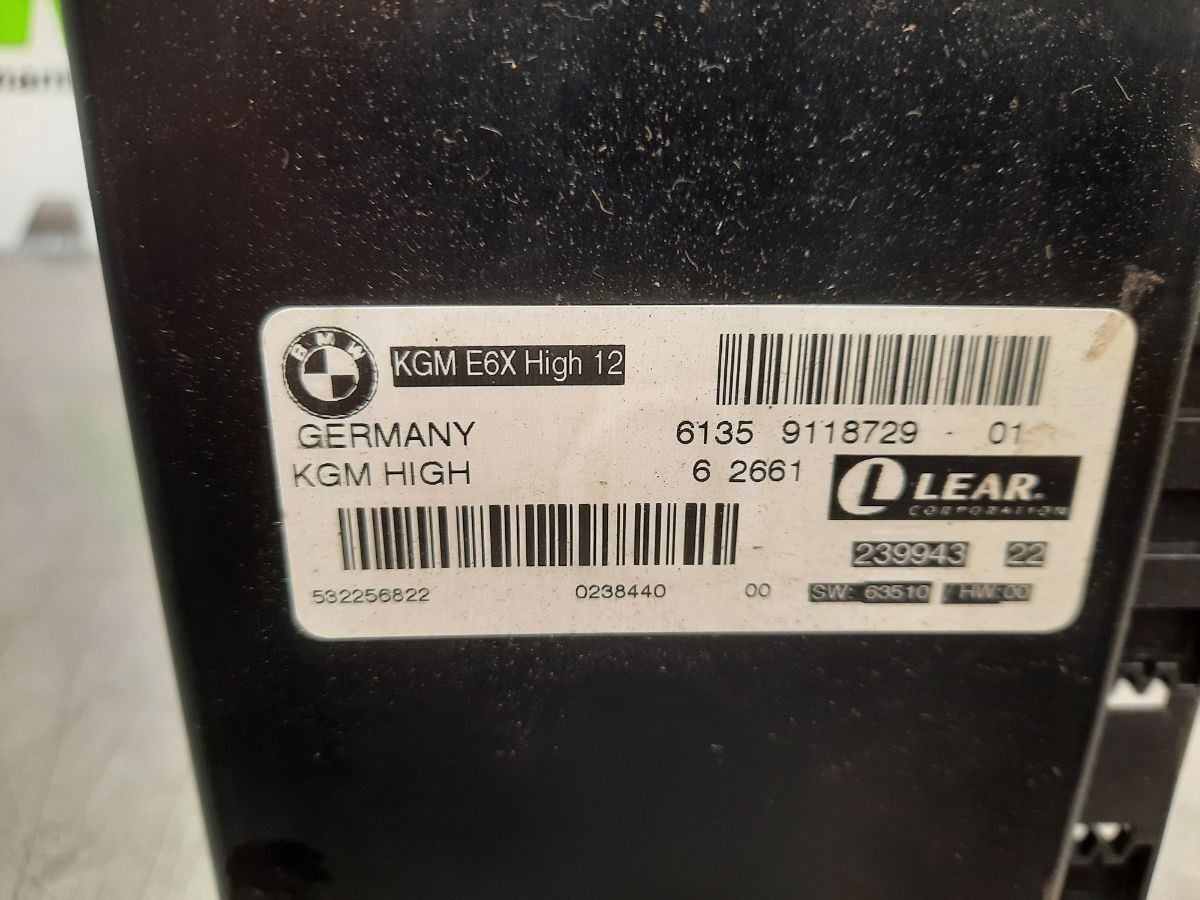 BMW
KGM E6X High 12
GERMANY
6135 9118729 - 01
KGM HIGH
6 2661
LEAR.
CORPORATION
239943 22
532256822 0238440 00
SW: 63510 / HW:00